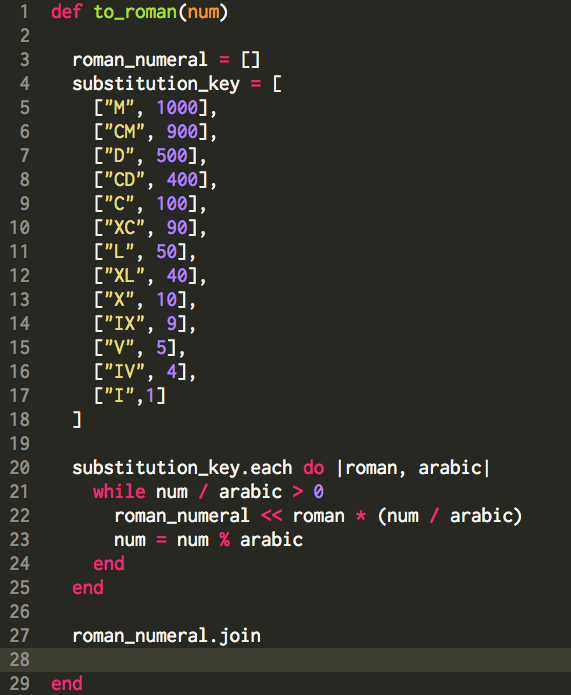 1 def to_roman(num)
2
3   roman_numeral = []
4   substitution_key = [
5     ["M", 1000],
6     ["CM", 900],
7     ["D", 500],
8     ["CD", 400],
9     ["C", 100],
10     ["XC", 90],
11     ["L", 50],
12     ["XL", 40],
13     ["X", 10],
14     ["IX", 9],
15     ["V", 5],
16     ["IV", 4],
17     ["I",1]
18   ]
19
20   substitution_key.each do |roman, arabic|
21     while num / arabic > 0
22       roman_numeral << roman * (num / arabic)
23       num = num % arabic
24     end
25   end
26
27   roman_numeral.join
28
29 end